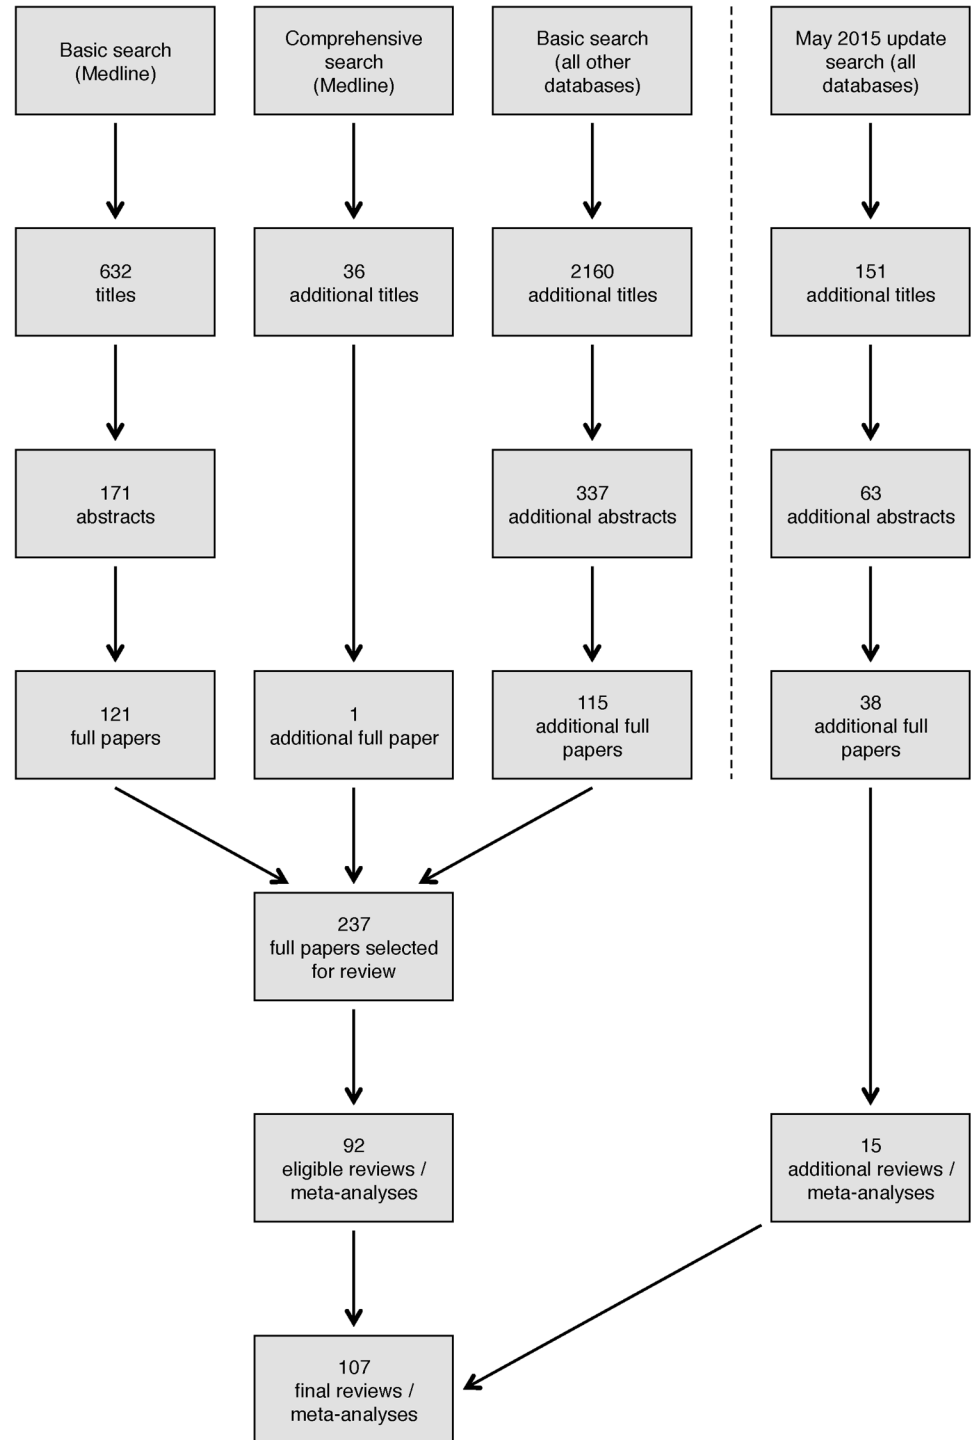 Basic search
(Medline)
Comprehensive
search
(Medline)
Basic search
(all other
databases)
May 2015 update
search (all
databases)
632
titles
36
additional titles
2160
additional titles
151
additional titles
171
abstracts
337
additional abstracts
63
additional abstracts
121
full papers
1
additional full paper
115
additional full
papers
38
additional full
papers
237
full papers selected
for review
92
eligible reviews /
meta-analyses
15
additional reviews /
meta-analyses
107
final reviews /
meta-analyses